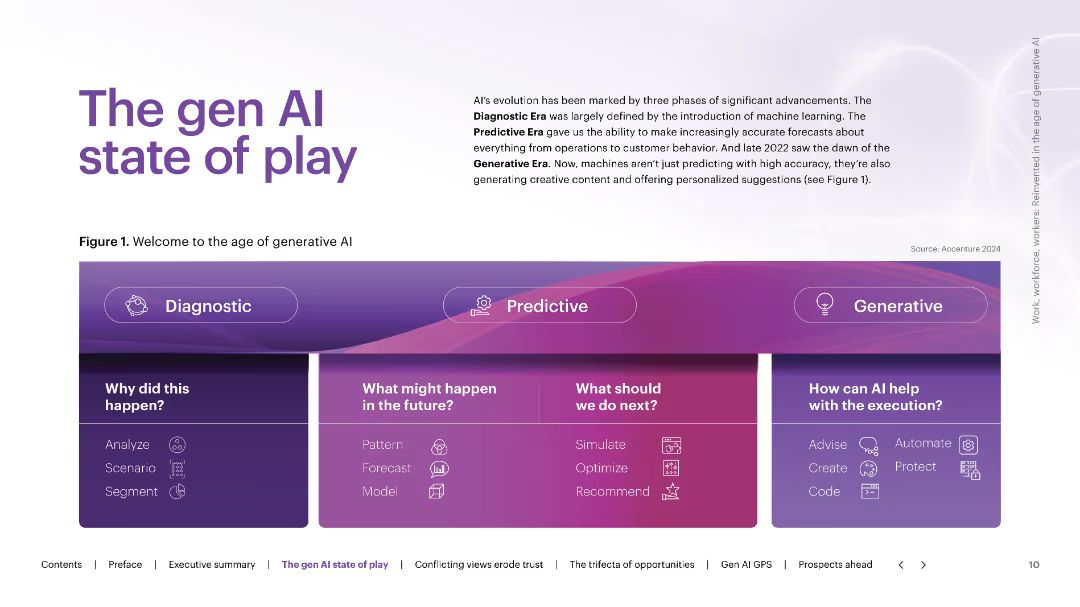 The gen AI
state of play
AI's evolution has been marked by three phases of significant advancements. The
Diagnostic Era was largely defined by the introduction of machine learning. The
Predictive Era gave us the ability to make increasingly accurate forecasts about
everything from operations to customer behavior. And late 2022 saw the dawn of the
Generative Era. Now, machines aren't just predicting with high accuracy, they're also
generating creative content and offering personalized suggestions (see Figure 1).
Work, workforce, workers: Reinvented in the age of generative AI
Figure 1. Welcome to the age of generative AI
Source: Accenture 2024
Diagnostic
Predictive
Generative
Why did this
happen?
Analyze
Scenario
Segment
What might happen
in the future?
Pattern
Forecast
Model
What should
we do next?
Simulate
Optimize
Recommend
How can AI help
with the execution?
Advise
Create
Code
Automate
Protect
Contents | Preface | Executive summary | The gen AI state of play | Conflicting views erode trust | The trifecta of opportunities | Gen AI GPS | Prospects ahead < > 10